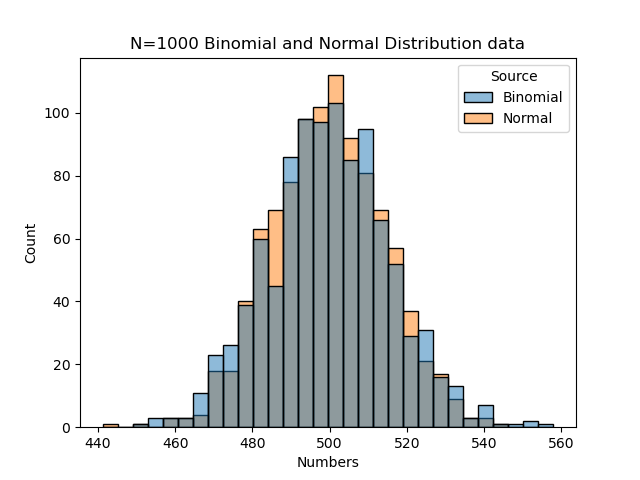 N=1000 Binomial and Normal Distribution data
Source
Binomial
Normal
100
80
60
40
20
0
Count
440 460 480 500 520 540 560
Numbers